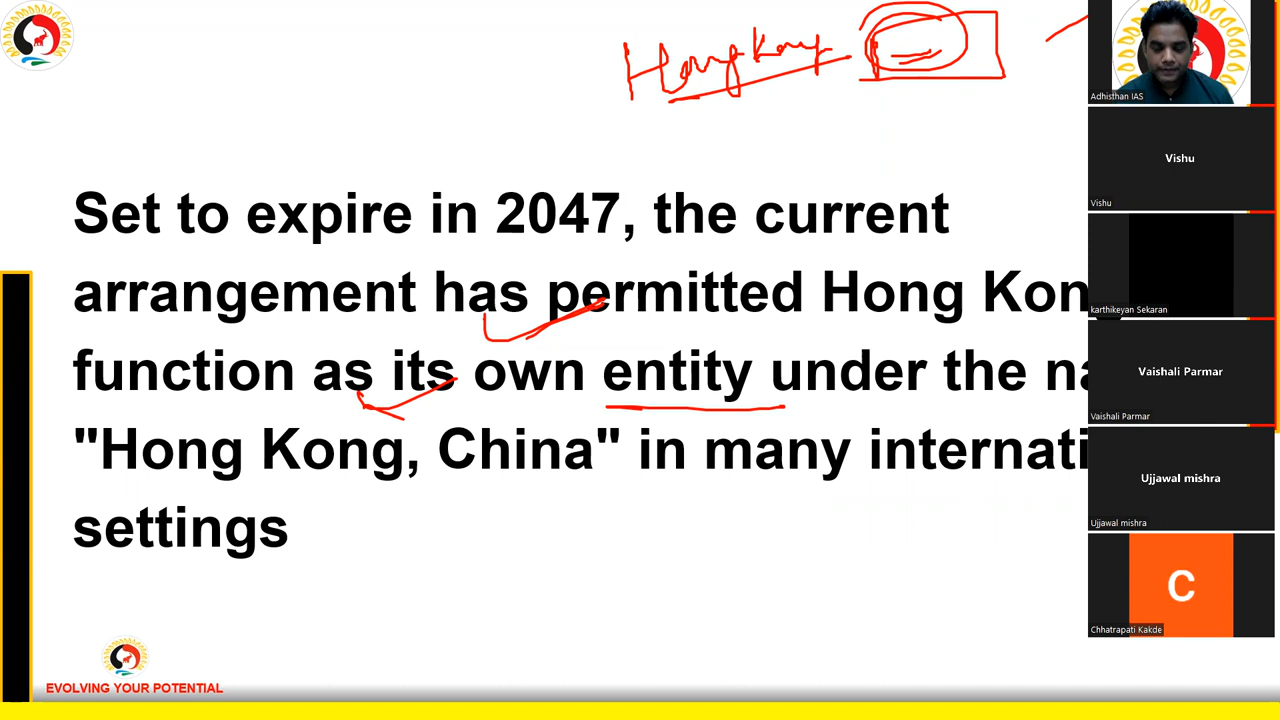 Hong Kong
Set to expire in 2047, the current
arrangement has permitted Hong Kon
function as its own entity under the na
"Hong Kong, China" in many internati
settings
EVOLVING YOUR POTENTIAL
Adhisthan IAS
Vishu
Vishu
karthikeyan Sekaran
Vaishali Parmar
Vaishali Parmar
Ujjawal mishra
Ujjawal mishra
C
Chhatrapati Kakde